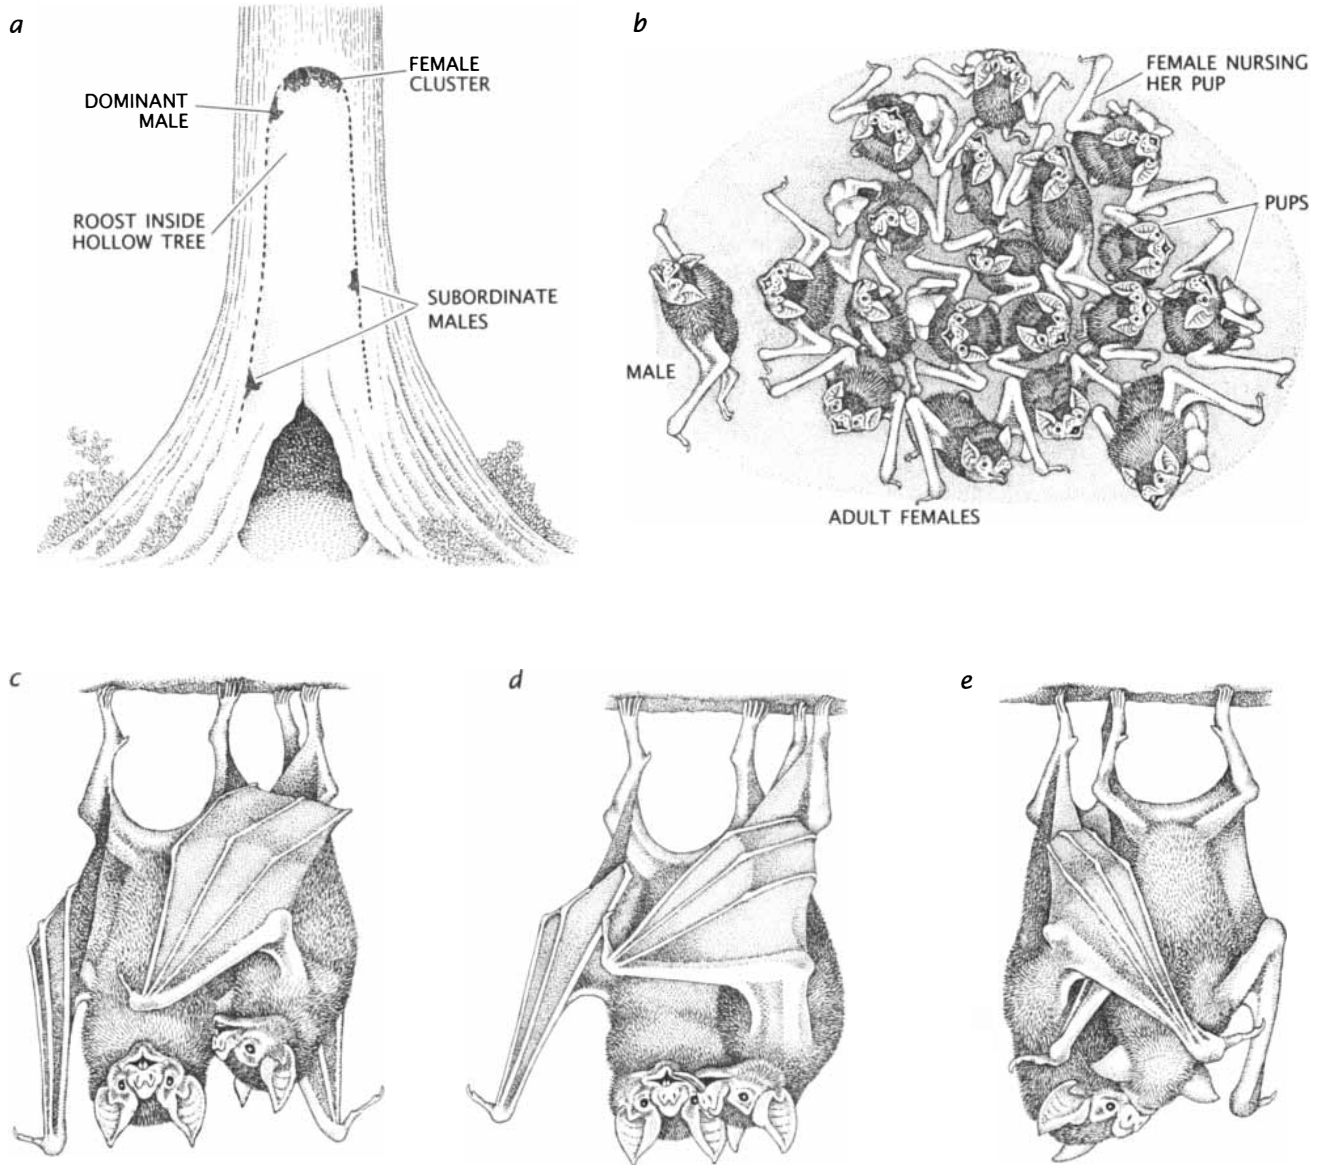 a
FEMALE
CLUSTER
DOMINANT
MALE
ROOST INSIDE
HOLLOW TREE
SUBORDINATE
MALES
b
FEMALE NURSING
HER PUP
PUPS
MALE
ADULT FEMALES
c
d
e